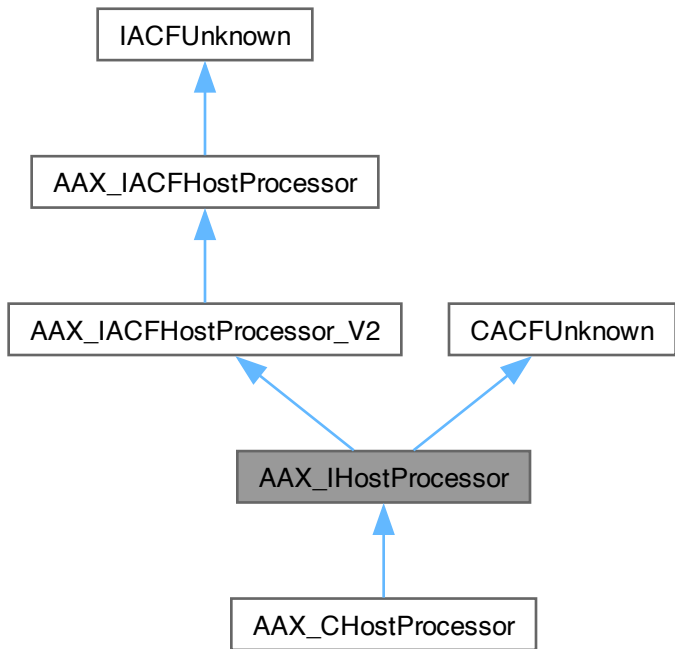 IACFUnknown
AAX_IACFHostProcessor
AAX_IACFHostProcessor_V2
CACFUnknown
AAX_IHostProcessor
AAX_CHostProcessor